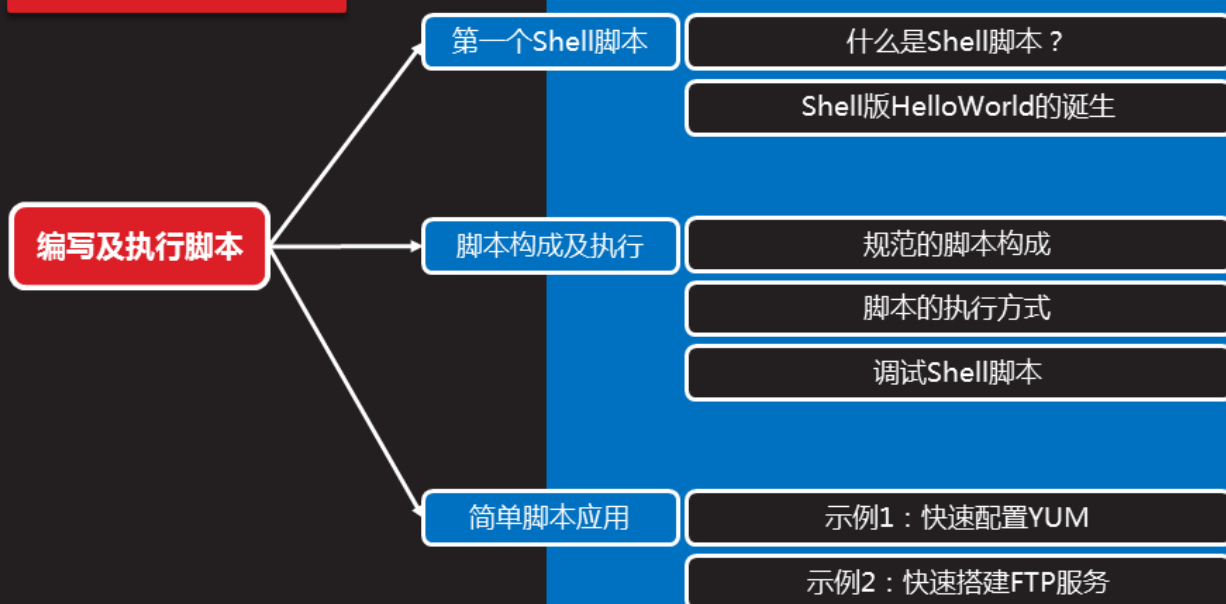 第一个Shell脚本
什么是Shell脚本？
Shell版HelloWorld的诞生
编写及执行脚本
脚本构成及执行
规范的脚本构成
脚本的执行方式
调试Shell脚本
简单脚本应用
示例1：快速配置YUM
示例2：快速搭建FTP服务